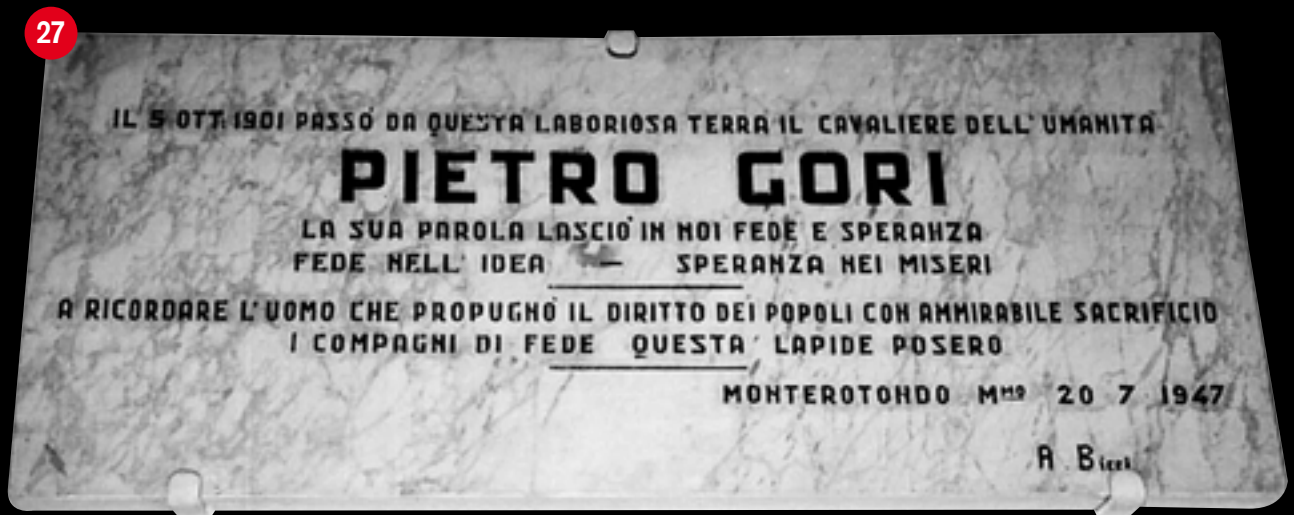 27
IL 5 OTT. 1901 PASSÒ DA QUESTA LABORIOSA TERRA IL CAVALIERE DELL'UMANITÀ
PIETRO GORI
LA SUA PAROLA LASCIÒ IN NOI FEDE E SPERANZA
FEDE NELL'IDEA — SPERANZA NEI MISERI
A RICORDARE L'UOMO CHE PROPUGNÒ IL DIRITTO DEI POPOLI CON AMMIRABILE SACRIFICIO
I COMPAGNI DI FEDE QUESTA LAPIDE POSERO
MONTEROTONDO Mᴹᴼ 20 7 1947
A